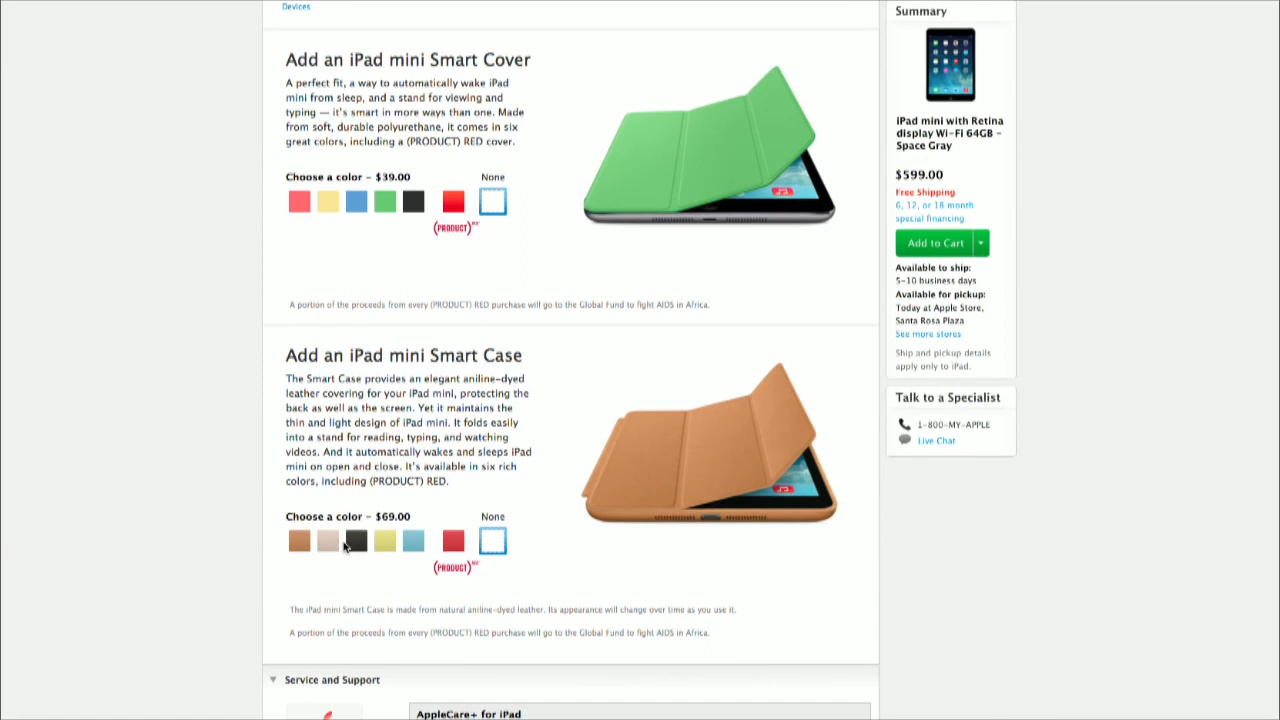 Devices
Add an iPad mini Smart Cover
A perfect fit, a way to automatically wake iPad
mini from sleep, and a stand for viewing and
typing — it's smart in more ways than one. Made
from soft, durable polyurethane, it comes in six
great colors, including a (PRODUCT) RED cover.
Choose a color – $39.00
None
(PRODUCT)
A portion of the proceeds from every (PRODUCT) RED purchase will go to the Global Fund to fight AIDS in Africa.
Add an iPad mini Smart Case
The Smart Case provides an elegant aniline-dyed
leather covering for your iPad mini, protecting the
back as well as the screen. Yet it maintains the
thin and light design of iPad mini. It folds easily
into a stand for reading, typing, and watching
videos. And it automatically wakes and sleeps iPad
mini on open and close. It's available in six rich
colors, including (PRODUCT) RED.
Choose a color – $69.00
None
(PRODUCT)
The iPad mini Smart Case is made from natural aniline-dyed leather. Its appearance will change over time as you use it.
A portion of the proceeds from every (PRODUCT) RED purchase will go to the Global Fund to fight AIDS in Africa.
Service and Support
AppleCare+ for iPad
Summary
iPad mini with Retina
display Wi-Fi 64GB –
Space Gray
$599.00
Free Shipping
6, 12, or 18 month
special financing
Add to Cart
Available to ship:
5-10 business days
Available for pickup:
Today at Apple Store,
Santa Rosa Plaza
See more stores
Ship and pickup details
apply only to iPad.
Talk to a Specialist
1-800-MY-APPLE
Live Chat